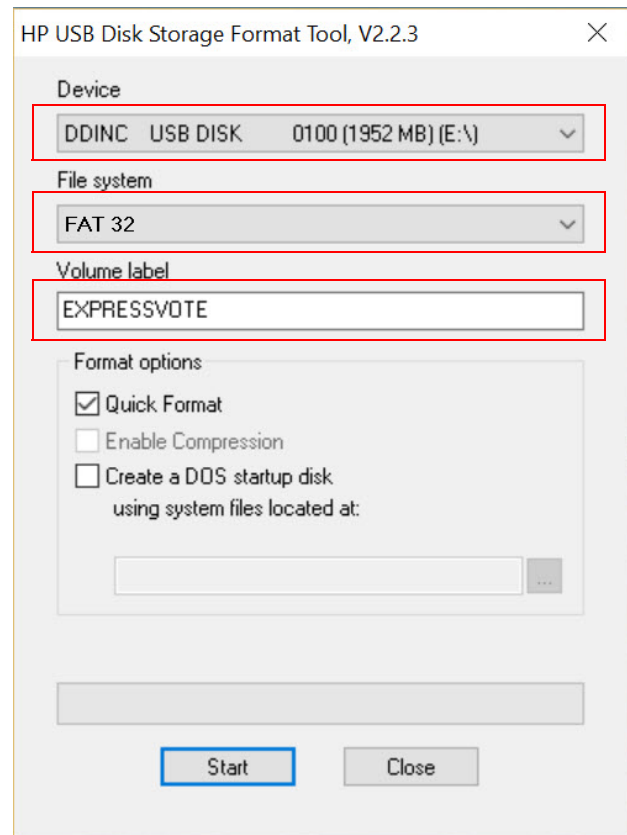 HP USB Disk Storage Format Tool, V2.2.3
Device
DDINC USB DISK 0100 (1952 MB) (E:\)
File system
FAT 32
Volume label
EXPRESSVOTE
Format options
Quick Format
Enable Compression
Create a DOS startup disk
using system files located at:
...
Start Close